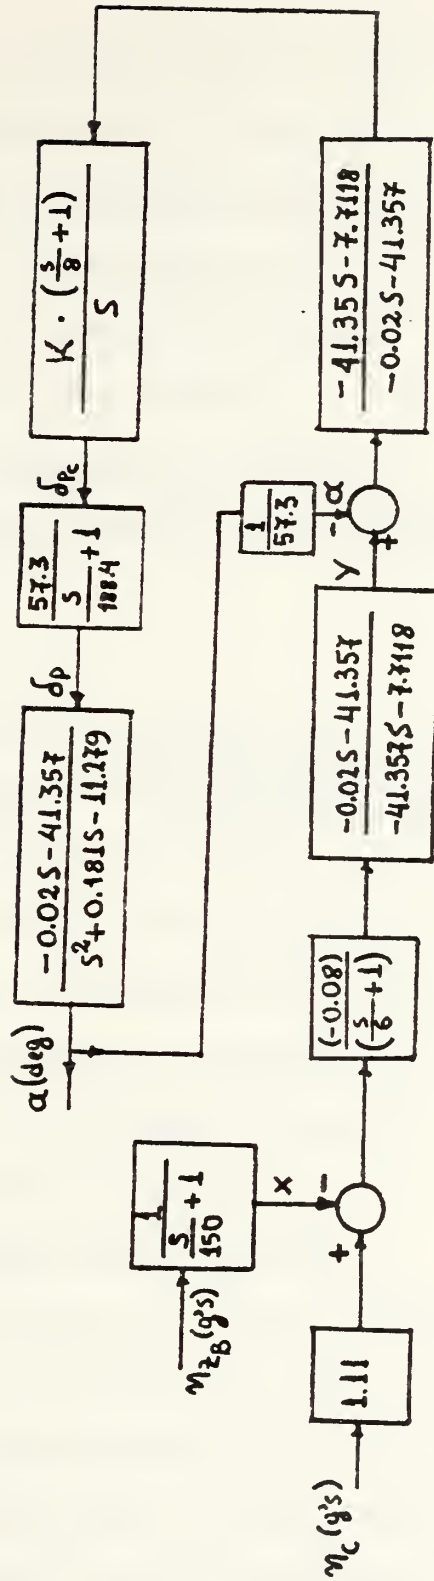 α(deg)
-0.02S-41.357
S²+0.181S-11.279
δp
57.3
S
188.4
+1
δpc
K · (s/8 +1)
S
1
57.3
α
-
+
Y
-41.35S-7.7118
-0.02S-41.357
-0.02S-41.357
-41.357S-7.7118
(-0.08)
(s/6 +1)
ηzB(g's)
1
S
150
+1
X
-
+
1.11
ηc(g's)